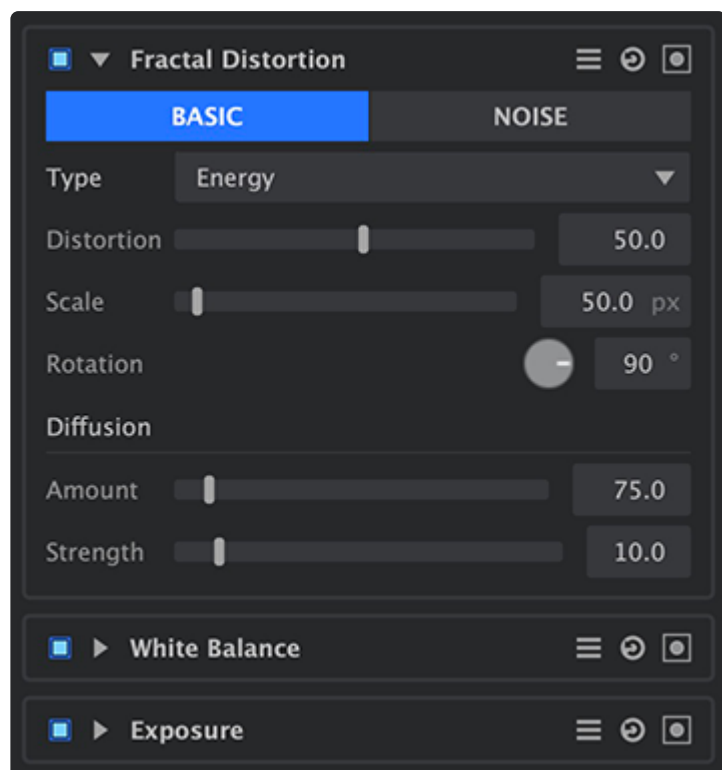 Fractal Distortion
BASIC NOISE
Type Energy
Distortion 50.0
Scale 50.0 px
Rotation 90 °
Diffusion
Amount 75.0
Strength 10.0
White Balance
Exposure